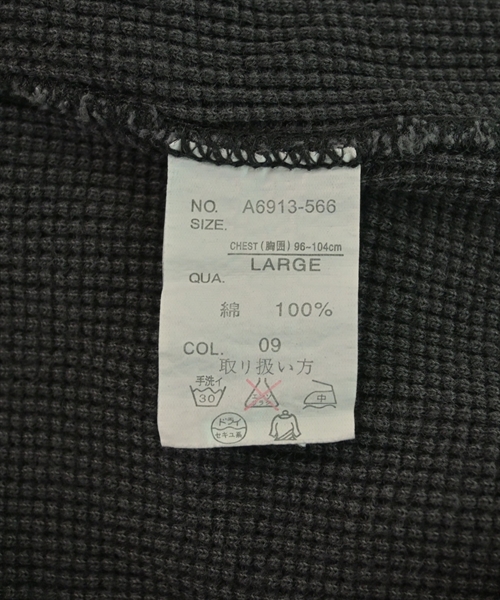 NO. A6913-566
SIZE.
CHEST (胸囲) 96-104cm
LARGE
QUA.
綿 100%
COL. 09
取り扱い方
手洗イ
30
中
ドライ
セキユ系